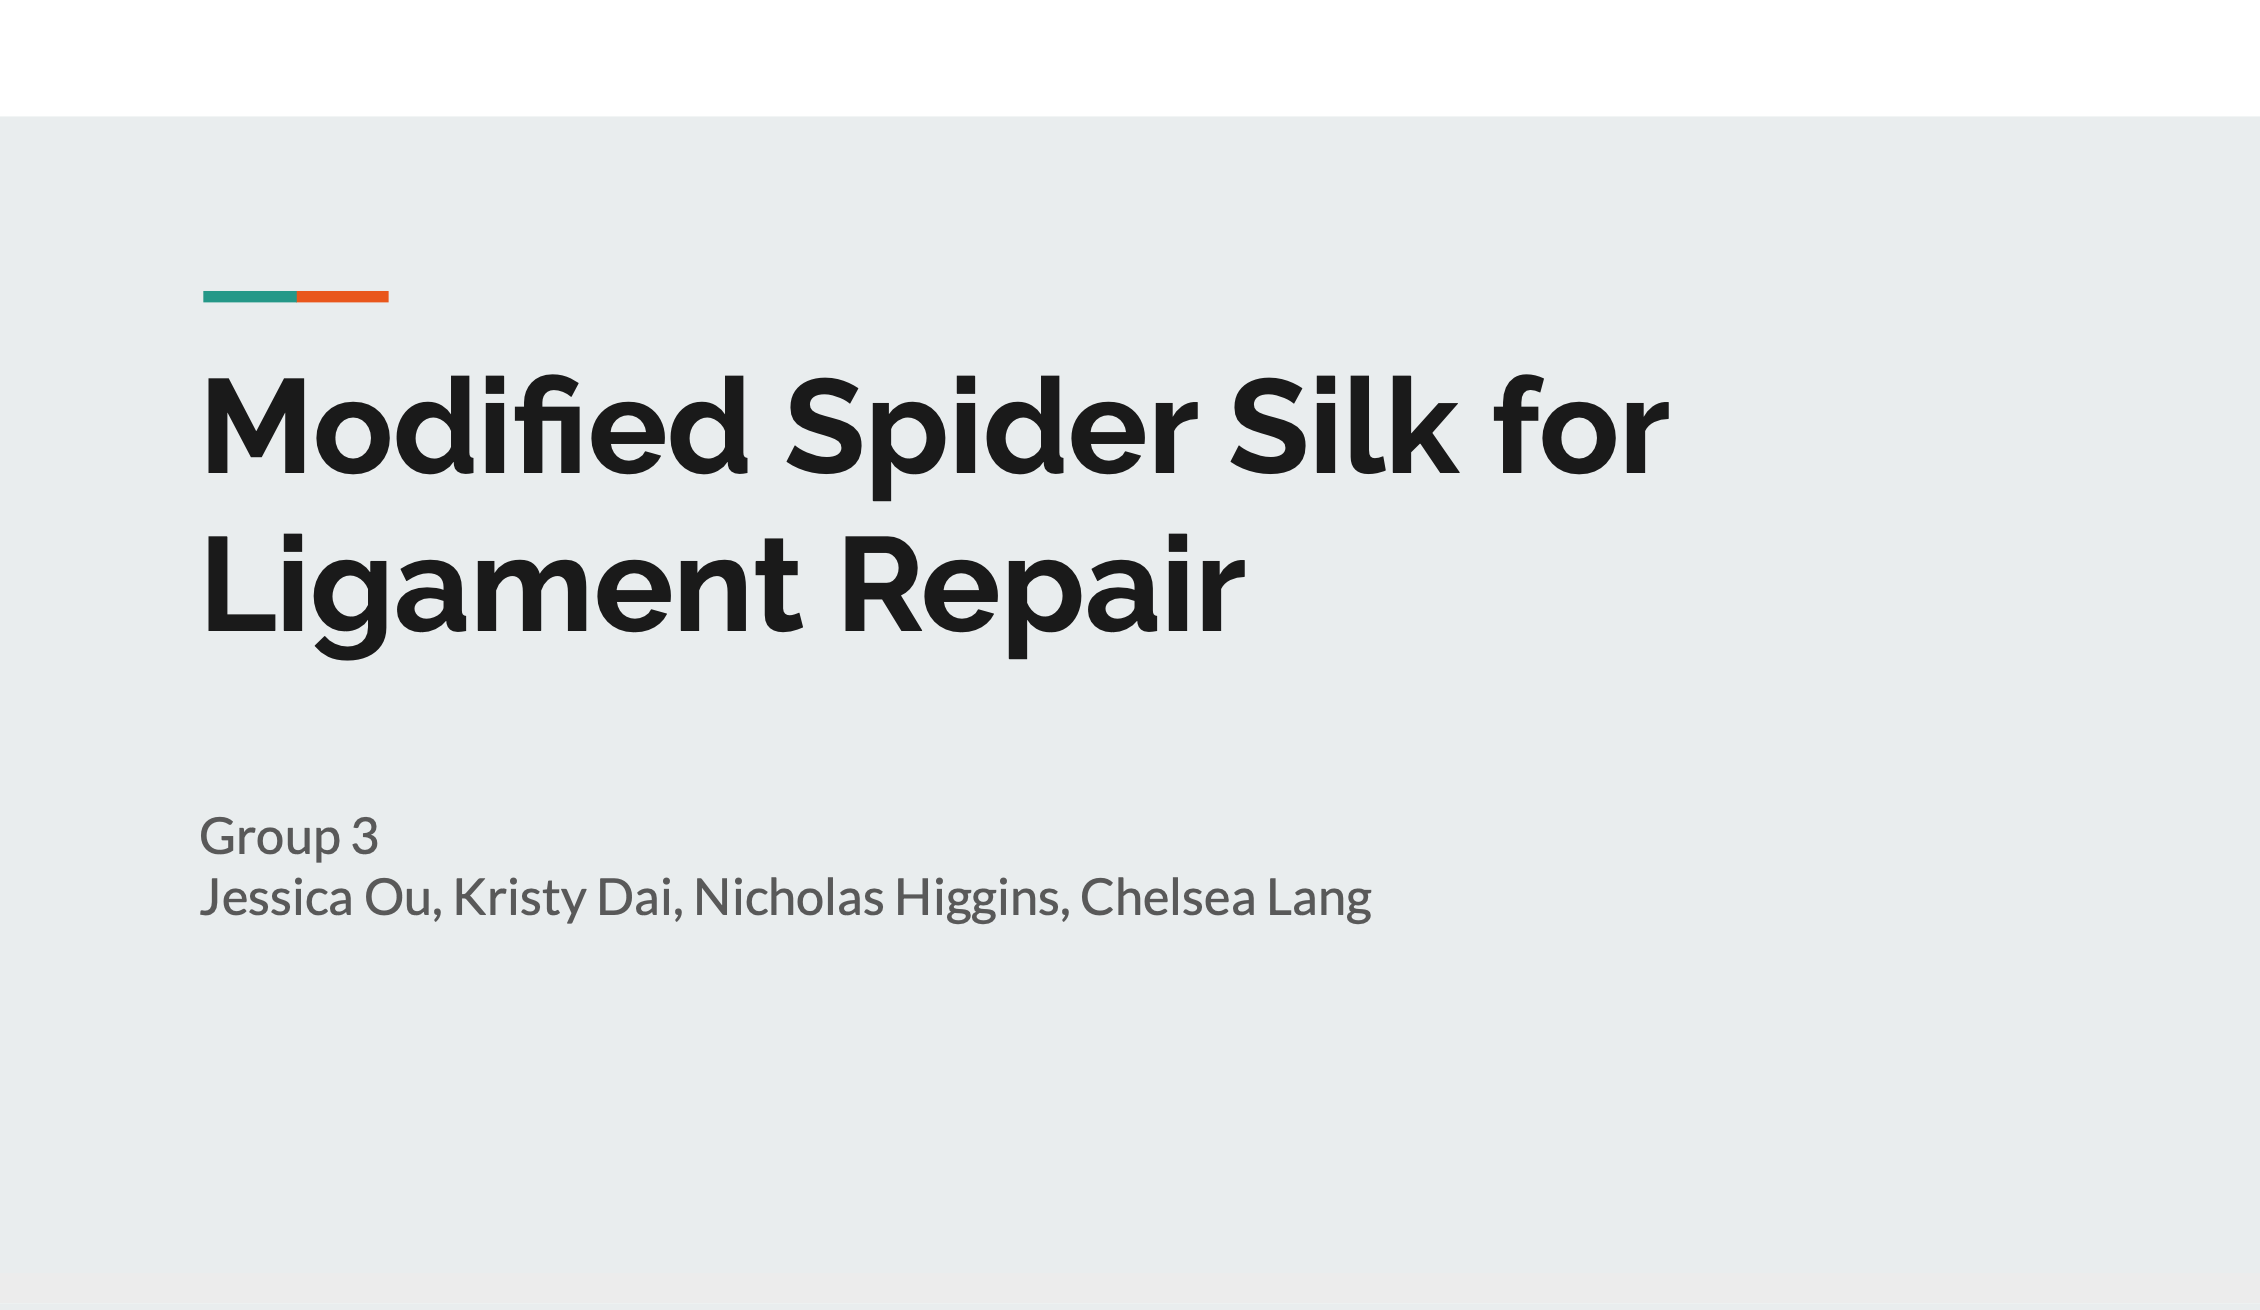 Modified Spider Silk for
Ligament Repair
Group 3
Jessica Ou, Kristy Dai, Nicholas Higgins, Chelsea Lang